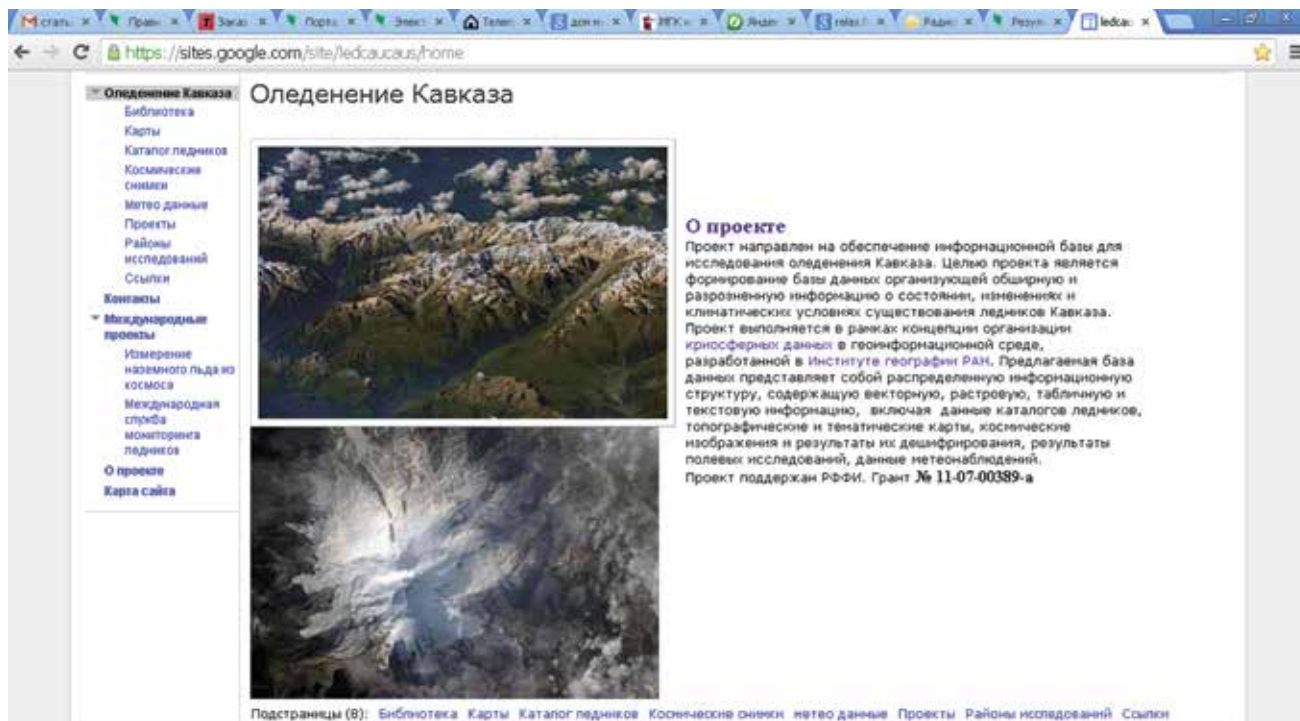 https://sites.google.com/site/ledcaucaus/home
Оледенение Кавказа
Библиотека
Карты
Каталог ледников
Космические
снимки
Метео данные
Проекты
Районы
исследований
Ссылки
Контакты
Международные
проекты
Измерение
наземного льда из
космоса
Международная
служба
мониторинга
ледников
О проекте
Карта сайта
Оледенение Кавказа
О проекте
Проект направлен на обеспечение информационной базы для
исследования оледенения Кавказа. Целью проекта является
формирование базы данных организующей обширную и
разрозненную информацию о состоянии, изменениях и
климатических условиях существования ледников Кавказа.
Проект выполняется в рамках концепции организации
криосферных данных в геоинформационной среде,
разработанной в Институте географии РАН. Предлагаемая база
данных представляет собой распределенную информационную
структуру, содержащую векторную, растровую, табличную и
текстовую информацию, включая данные каталогов ледников,
топографические и тематические карты, космические
изображения и результаты их дешифрирования, результаты
полевых исследований, данные метеонаблюдений.
Проект поддержан РФФИ. Грант № 11-07-00389-а
Подстраницы (8): Библиотека Карты Каталог ледников Космические снимки метео данные Проекты Районы исследований Ссылки